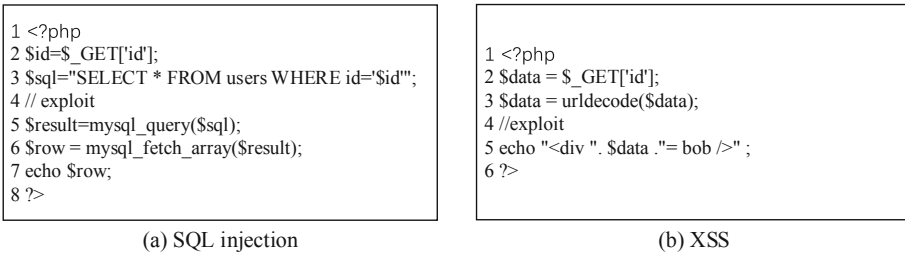 1 <?php
2 $id=$_GET['id'];
3 $sql="SELECT * FROM users WHERE id='$id'";
4 // exploit
5 $result=mysql_query($sql);
6 $row = mysql_fetch_array($result);
7 echo $row;
8 ?>
(a) SQL injection
1 <?php
2 $data = $_GET['id'];
3 $data = urldecode($data);
4 //exploit
5 echo "<div ". $data ."= bob />" ;
6 ?>
(b) XSS